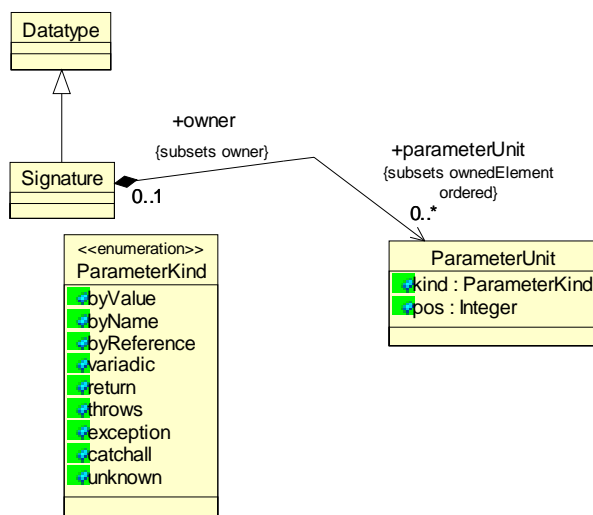 Datatype
+owner
{subsets owner}
+parameterUnit
{subsets ownedElement
ordered}
Signature
0..1
0..*
<<enumeration>>
ParameterKind
byValue
byName
byReference
variadic
return
throws
exception
catchall
unknown
ParameterUnit
kind : ParameterKind
pos : Integer